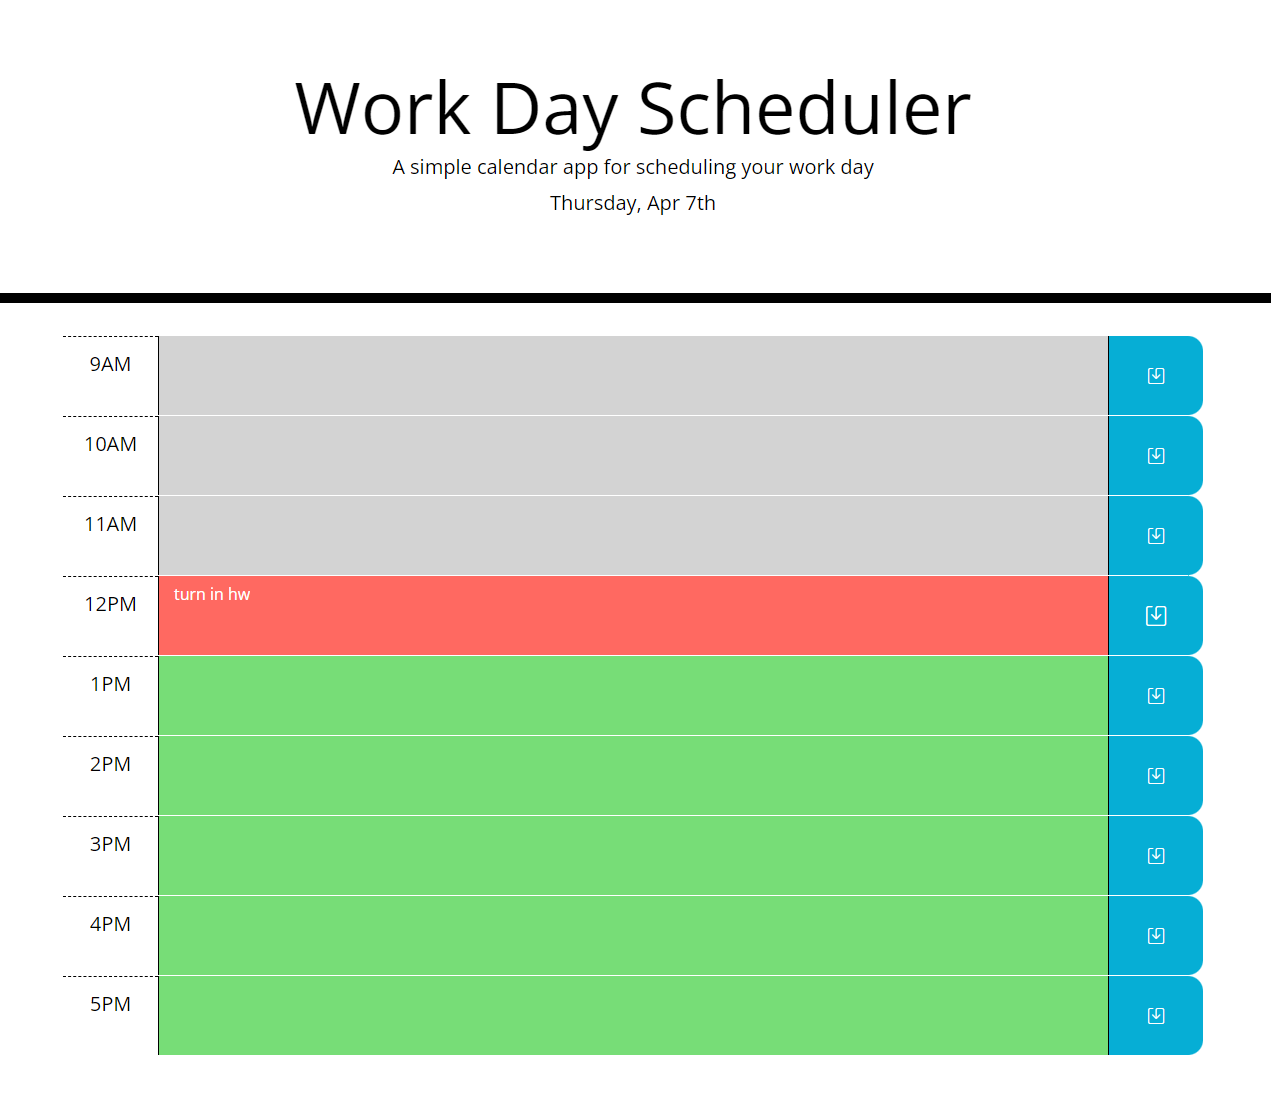 Work Day Scheduler
A simple calendar app for scheduling your work day
Thursday, Apr 7th
9AM
10AM
11AM
12PM turn in hw
1PM
2PM
3PM
4PM
5PM